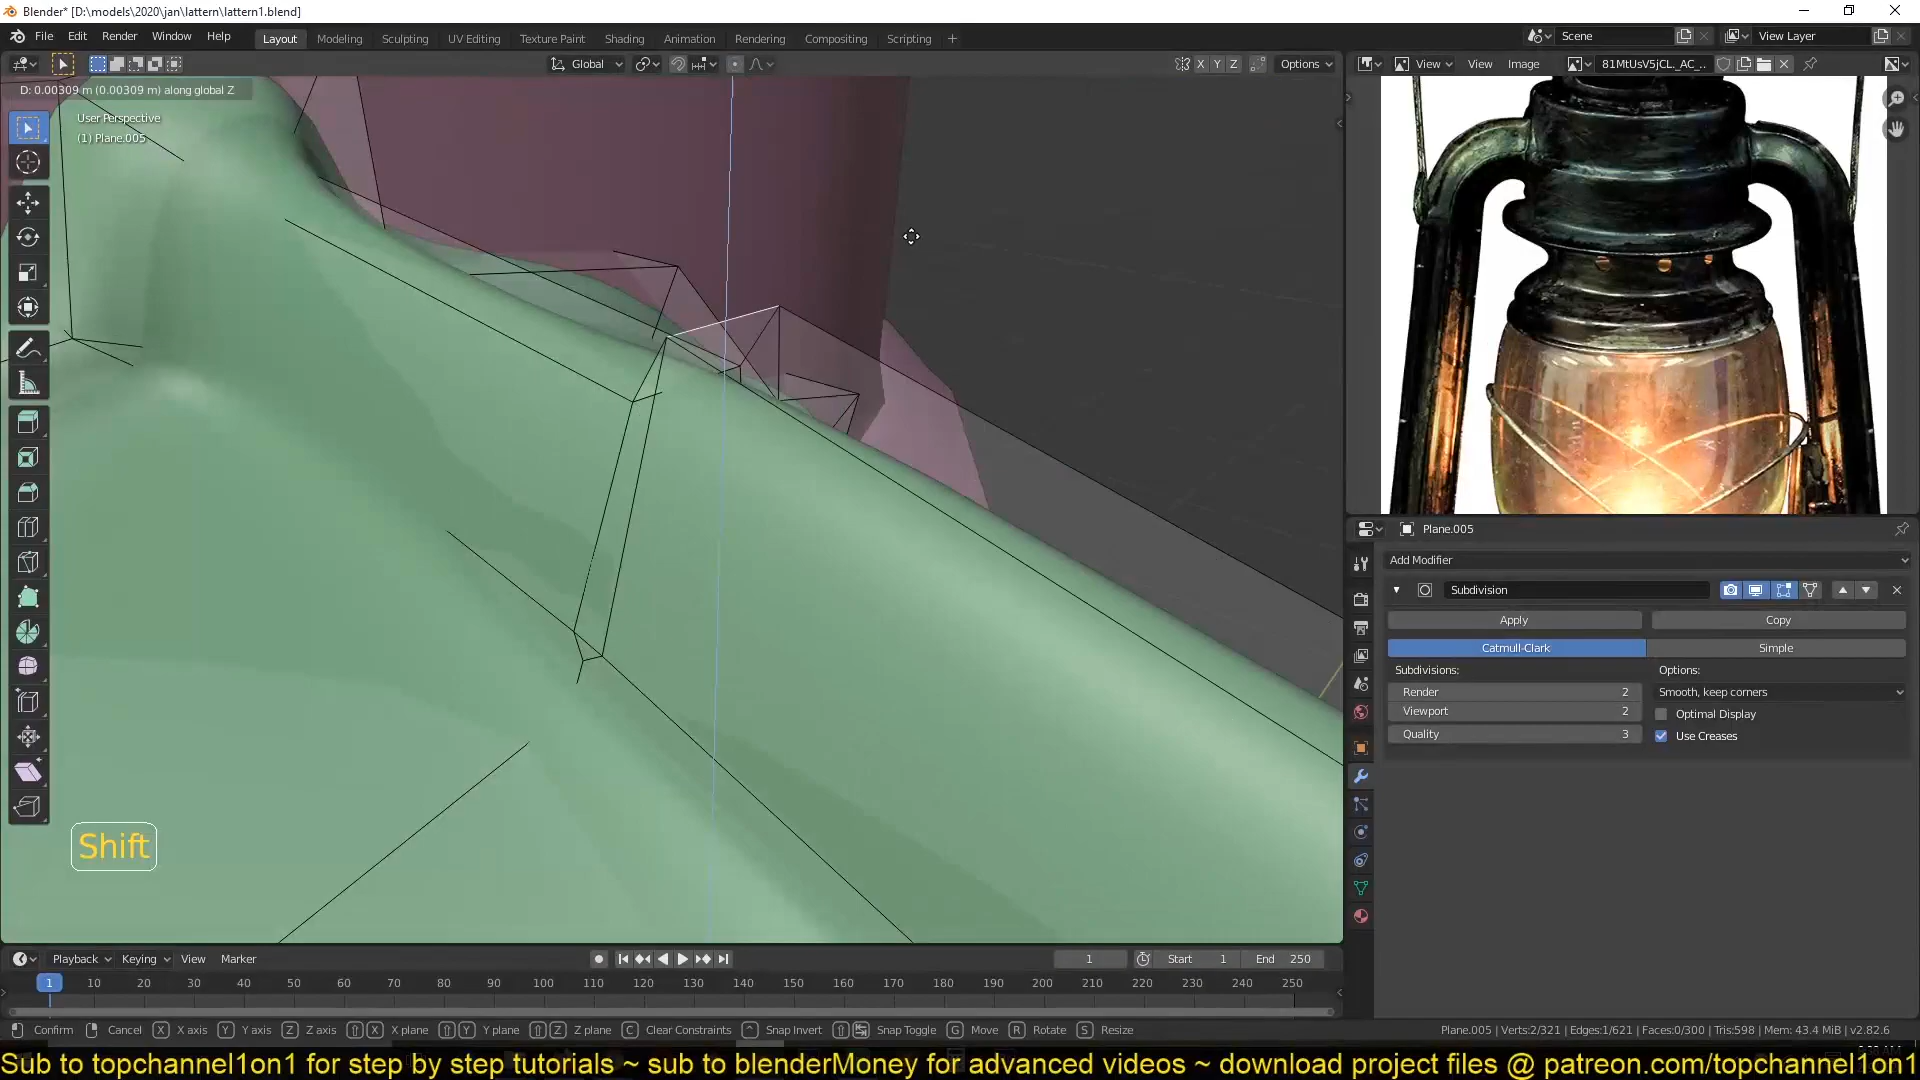 Blender* [D:\models\2020\jan\lattern\lattern1.blend]
File Edit Render Window Help Layout Modeling Sculpting UV Editing Texture Paint Shading Animation Rendering Compositing Scripting Scene View Layer
Global X Y Z Options View View Image 81MtUsV5jCL._AC_..
D: 0.00309 m (0.00309 m) along global Z
User Perspective
(1) Plane.005
Plane.005
Add Modifier
Subdivision
Apply Copy
Catmull-Clark Simple
Subdivisions: Options:
Render 2 Smooth, keep corners
Viewport 2 Optimal Display
Quality 3 Use Creases
Shift
Playback Keying View Marker 1 Start 1 End 250
1 10 20 30 40 50 60 70 80 90 100 110 120 130 140 150 160 170 180 190 200 210 220 230 240 250
Confirm Cancel X X axis Y Y axis Z Z axis X X plane Y Y plane Z Z plane C Clear Constraints Snap Invert Snap Toggle G Move R Rotate S Resize Plane.005 | Verts:2/321 | Edges:1/621 | Faces:0/300 | Tris:598 | Mem: 43.4 MiB | v2.82.6
Sub to topchannel1on1 for step by step tutorials ~ sub to blenderMoney for advanced videos ~ download project files @ patreon.com/topchannel1on1